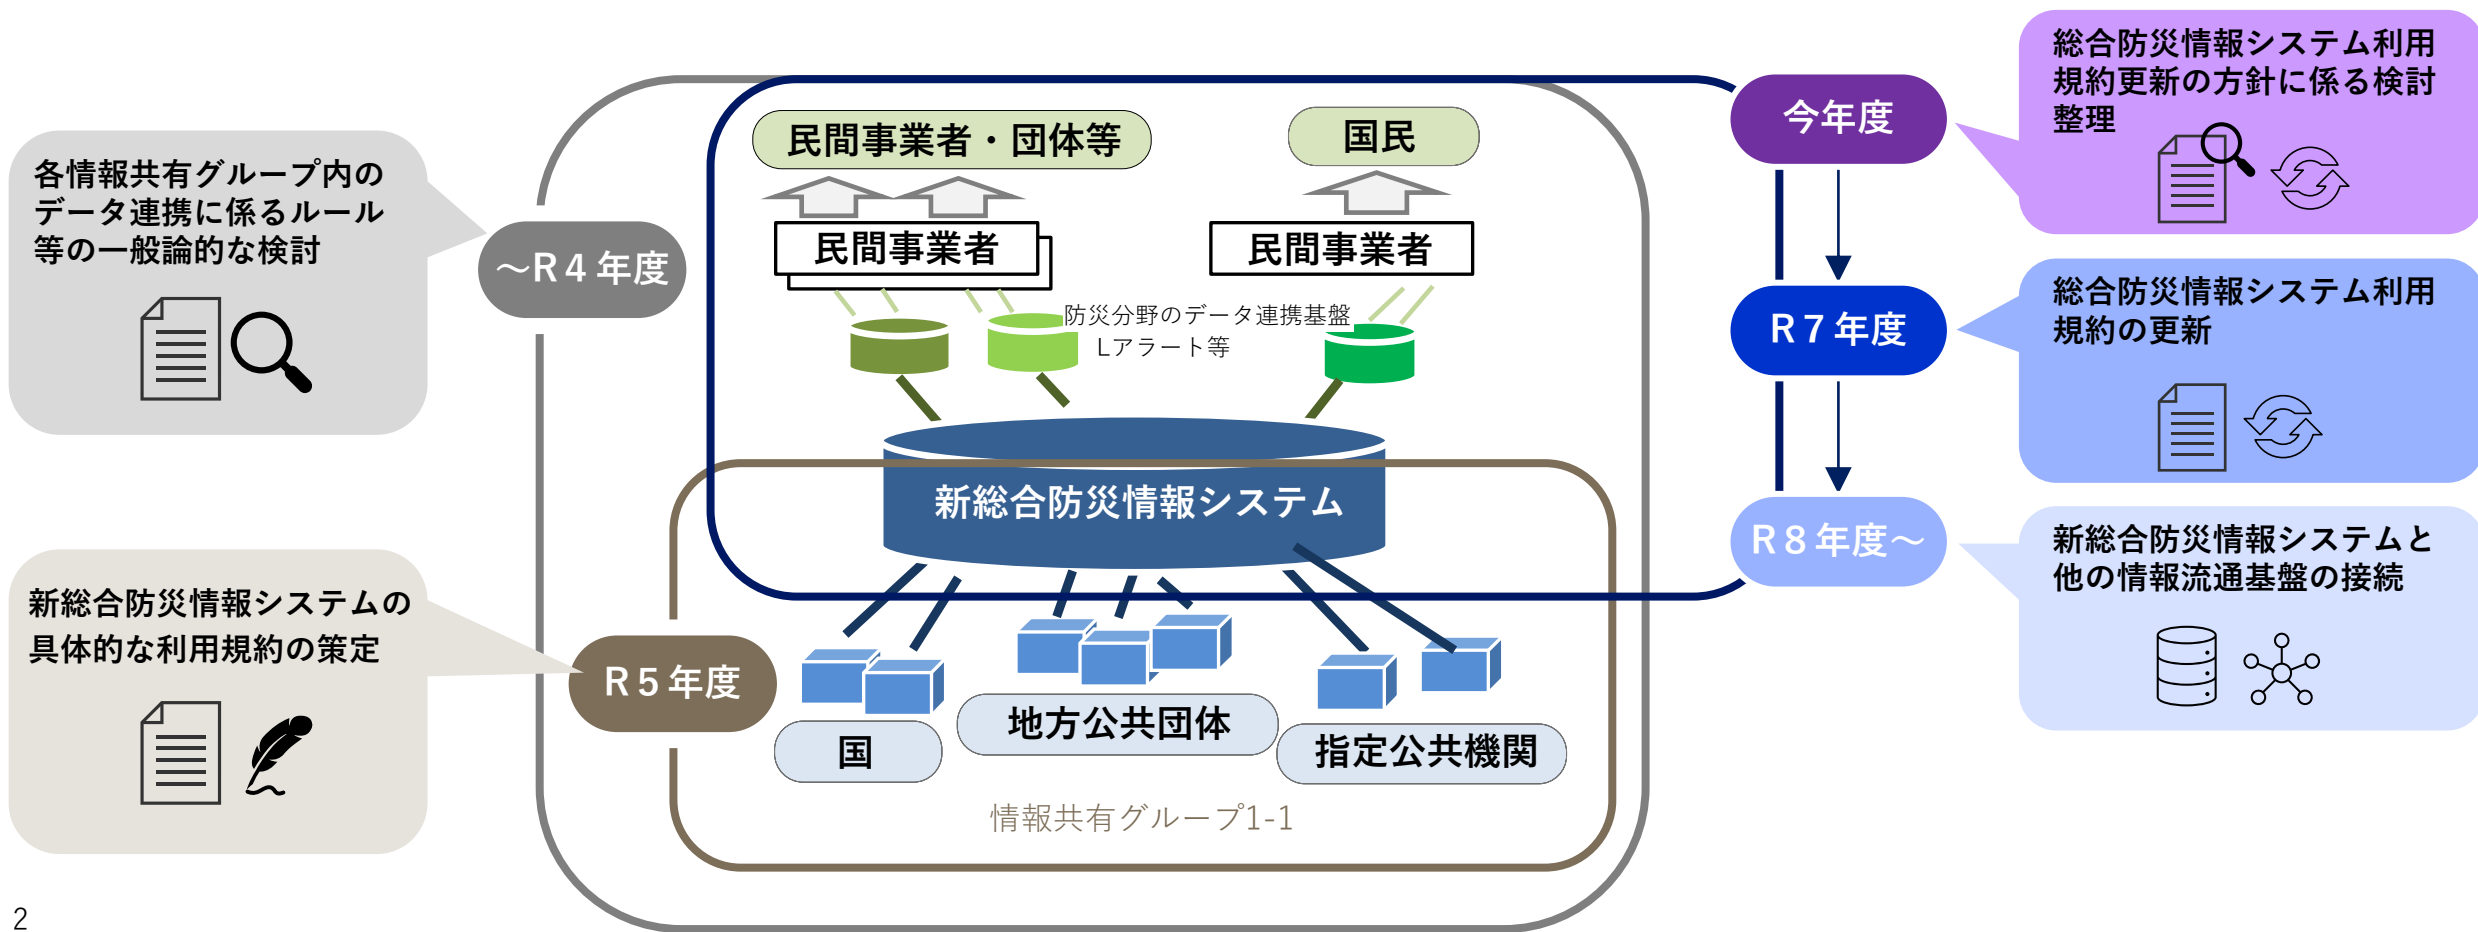 各情報共有グループ内の
データ連携に係るルール
等の一般論的な検討
～R４年度
新総合防災情報システムの
具体的な利用規約の策定
R５年度
民間事業者・団体等
国民
民間事業者
民間事業者
防災分野のデータ連携基盤
Lアラート等
新総合防災情報システム
国
地方公共団体
指定公共機関
情報共有グループ1-1
今年度
総合防災情報システム利用
規約更新の方針に係る検討
整理
R７年度
総合防災情報システム利用
規約の更新
R８年度～
新総合防災情報システムと
他の情報流通基盤の接続
2